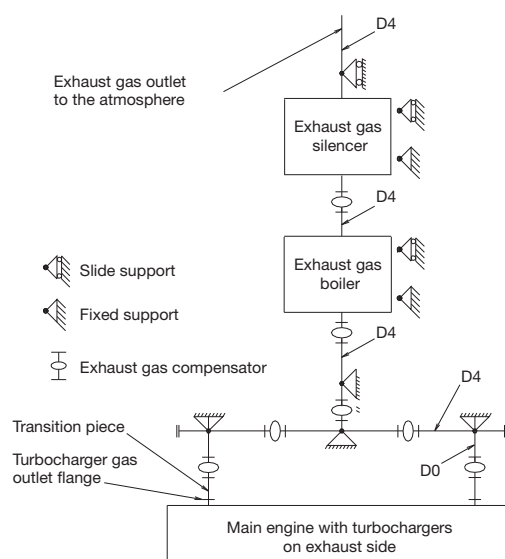 D4
Exhaust gas outlet
to the atmosphere
Exhaust gas
silencer
D4
Exhaust gas
boiler
Slide support
Fixed support
D4
Exhaust gas compensator
D4
Transition piece
Turbocharger gas
outlet flange
D0
Main engine with turbochargers
on exhaust side